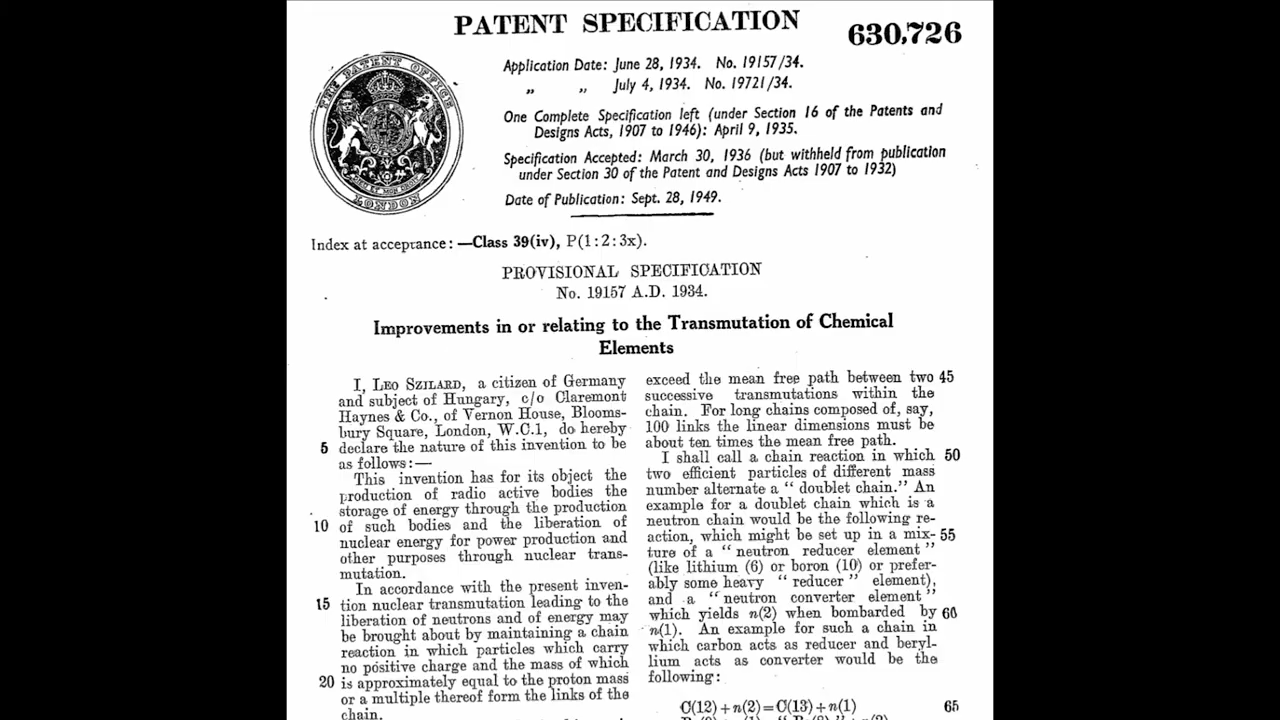 PATENT SPECIFICATION
630,726
THE PATENT OFFICE
LONDON
Application Date: June 28, 1934. No. 19157/34.
„ „ July 4, 1934. No. 19721/34.
One Complete Specification left (under Section 16 of the Patents and
Designs Acts, 1907 to 1946): April 9, 1935.
Specification Accepted: March 30, 1936 (but withheld from publication
under Section 30 of the Patent and Designs Acts 1907 to 1932)
Date of Publication: Sept. 28, 1949.
Index at acceptance:—Class 39(iv), P(1:2:3x).
PROVISIONAL SPECIFICATION
No. 19157 A.D. 1934.
Improvements in or relating to the Transmutation of Chemical
Elements
I, LEO SZILARD, a citizen of Germany
and subject of Hungary, c/o Claremont
Haynes & Co., of Vernon House, Blooms-
bury Square, London, W.C.1, do hereby
5 declare the nature of this invention to be
as follows:—
This invention has for its object the
production of radio active bodies the
storage of energy through the production
10 of such bodies and the liberation of
nuclear energy for power production and
other purposes through nuclear trans-
mutation.
In accordance with the present inven-
15 tion nuclear transmutation leading to the
liberation of neutrons and of energy may
be brought about by maintaining a chain
reaction in which particles which carry
no positive charge and the mass of which
20 is approximately equal to the proton mass
or a multiple thereof form the links of the
chain.
exceed the mean free path between two 45
successive transmutations within the
chain. For long chains composed of, say,
100 links the linear dimensions must be
about ten times the mean free path.
I shall call a chain reaction in which 50
two efficient particles of different mass
number alternate a "doublet chain." An
example for a doublet chain which is a
neutron chain would be the following re-
action, which might be set up in a mix- 55
ture of a "neutron reducer element"
(like lithium (6) or boron (10) or prefer-
ably some heavy "reducer" element),
and a "neutron converter element"
which yields n(2) when bombarded by 60
n(1). An example for such a chain in
which carbon acts as reducer and beryl-
lium acts as converter would be the
following:
C(12)+n(2)=C(13)+n(1) 65